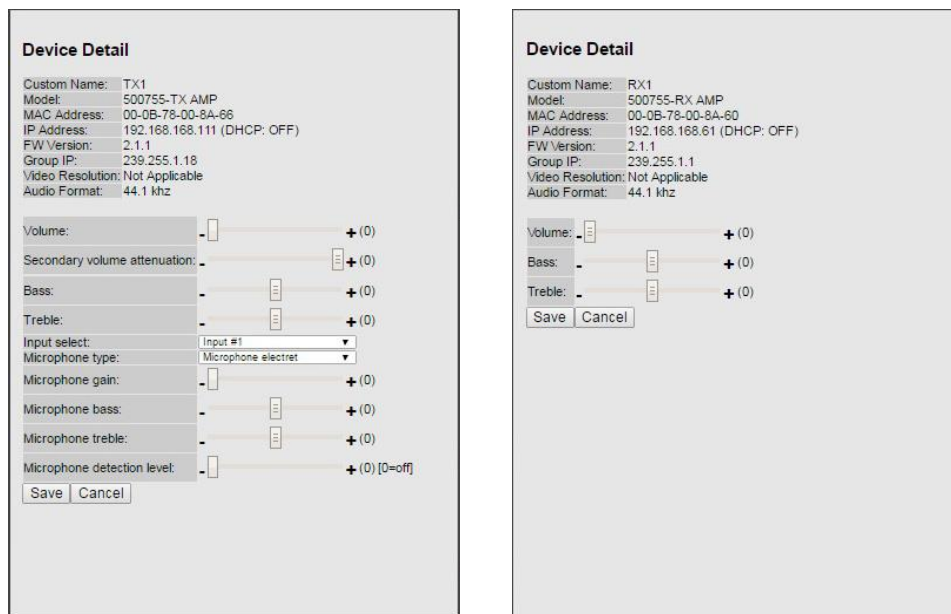 Device Detail
Custom Name: TX1
Model: 500755-TX AMP
MAC Address: 00-0B-78-00-8A-66
IP Address: 192.168.168.111 (DHCP: OFF)
FW Version: 2.1.1
Group IP: 239.255.1.18
Video Resolution: Not Applicable
Audio Format: 44.1 khz
Volume: - + (0)
Secondary volume attenuation: - + (0)
Bass: - + (0)
Treble: - + (0)
Input select: Input #1
Microphone type: Microphone electret
Microphone gain: - + (0)
Microphone bass: - + (0)
Microphone treble: - + (0)
Microphone detection level: - + (0) [0=off]
Save Cancel
Device Detail
Custom Name: RX1
Model: 500755-RX AMP
MAC Address: 00-0B-78-00-8A-60
IP Address: 192.168.168.61 (DHCP: OFF)
FW Version: 2.1.1
Group IP: 239.255.1.1
Video Resolution: Not Applicable
Audio Format: 44.1 khz
Volume: - + (0)
Bass: - + (0)
Treble: - + (0)
Save Cancel